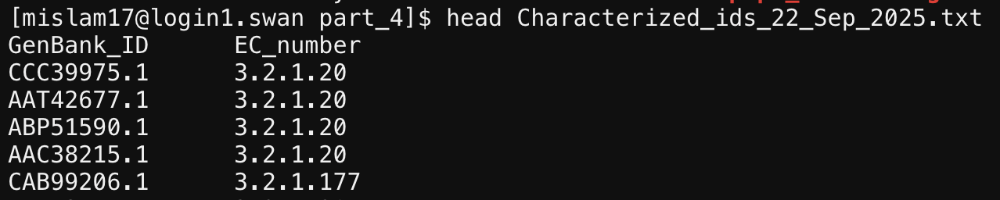 [mislam17@login1.swan part_4]$ head Characterized_ids_22_Sep_2025.txt
GenBank_ID EC_number
CCC39975.1 3.2.1.20
AAT42677.1 3.2.1.20
ABP51590.1 3.2.1.20
AAC38215.1 3.2.1.20
CAB99206.1 3.2.1.177